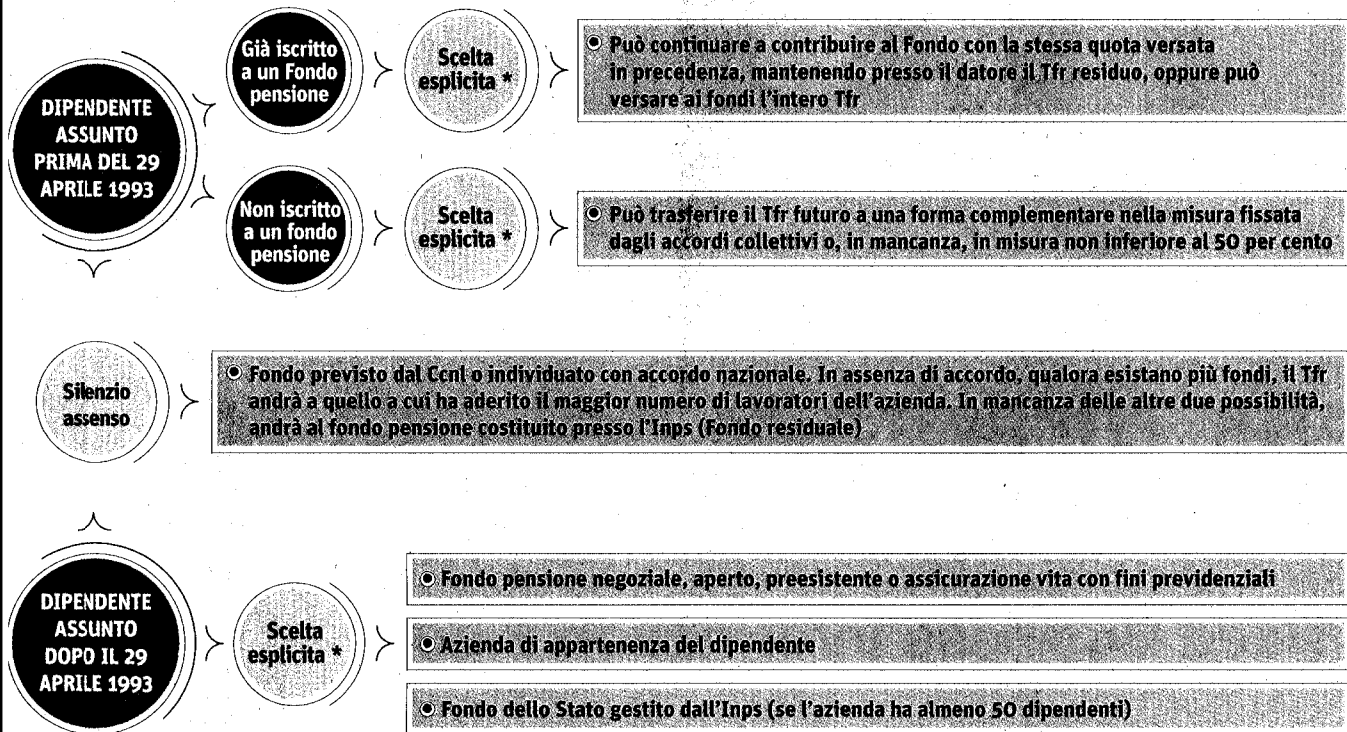 DIPENDENTE
ASSUNTO
PRIMA DEL 29
APRILE 1993
Già iscritto
a un Fondo
pensione
Scelta
esplicita *
Può continuare a contribuire al Fondo con la stessa quota versata
in precedenza, mantenendo presso il datore il Tfr residuo, oppure può
versare ai fondi l'intero Tfr
Non iscritto
a un fondo
pensione
Scelta
esplicita *
Può trasferire il Tfr futuro a una forma complementare nella misura fissata
dagli accordi collettivi o, in mancanza, in misura non inferiore al 50 per cento
Silenzio
assenso
Fondo previsto dal Ccnl o individuato con accordo nazionale. In assenza di accordo, qualora esistano più fondi, il Tfr
andrà a quello a cui ha aderito il maggior numero di lavoratori dell'azienda. In mancanza delle altre due possibilità,
andrà al fondo pensione costituito presso l'Inps (Fondo residuale)
DIPENDENTE
ASSUNTO
DOPO IL 29
APRILE 1993
Scelta
esplicita *
Fondo pensione negoziale, aperto, preesistente o assicurazione vita con fini previdenziali
Azienda di appartenenza del dipendente
Fondo dello Stato gestito dall'Inps (se l'azienda ha almeno 50 dipendenti)